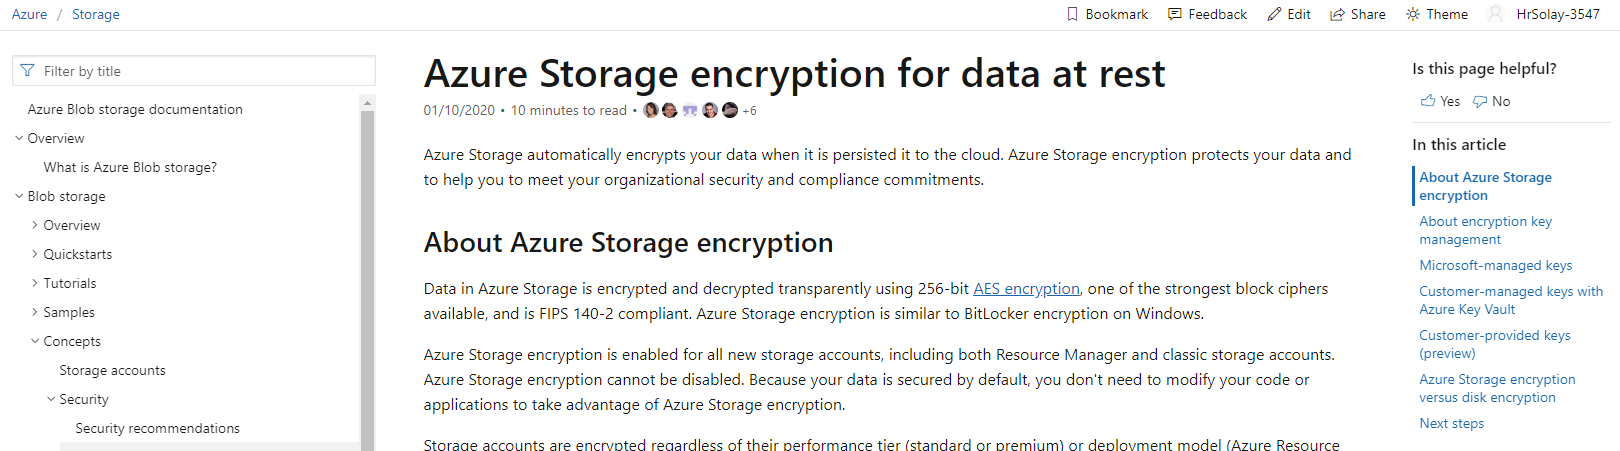 Azure / Storage
Bookmark Feedback Edit Share Theme HrSolay-3547
Filter by title
Azure Blob storage documentation
Overview
What is Azure Blob storage?
Blob storage
Overview
Quickstarts
Tutorials
Samples
Concepts
Storage accounts
Security
Security recommendations
Azure Storage encryption for data at rest
01/10/2020 • 10 minutes to read • +6
Azure Storage automatically encrypts your data when it is persisted it to the cloud. Azure Storage encryption protects your data and
to help you to meet your organizational security and compliance commitments.
About Azure Storage encryption
Data in Azure Storage is encrypted and decrypted transparently using 256-bit AES encryption, one of the strongest block ciphers
available, and is FIPS 140-2 compliant. Azure Storage encryption is similar to BitLocker encryption on Windows.
Azure Storage encryption is enabled for all new storage accounts, including both Resource Manager and classic storage accounts.
Azure Storage encryption cannot be disabled. Because your data is secured by default, you don't need to modify your code or
applications to take advantage of Azure Storage encryption.
Storage accounts are encrypted regardless of their performance tier (standard or premium) or deployment model (Azure Resource
Is this page helpful?
Yes No
In this article
About Azure Storage
encryption
About encryption key
management
Microsoft-managed keys
Customer-managed keys with
Azure Key Vault
Customer-provided keys
(preview)
Azure Storage encryption
versus disk encryption
Next steps